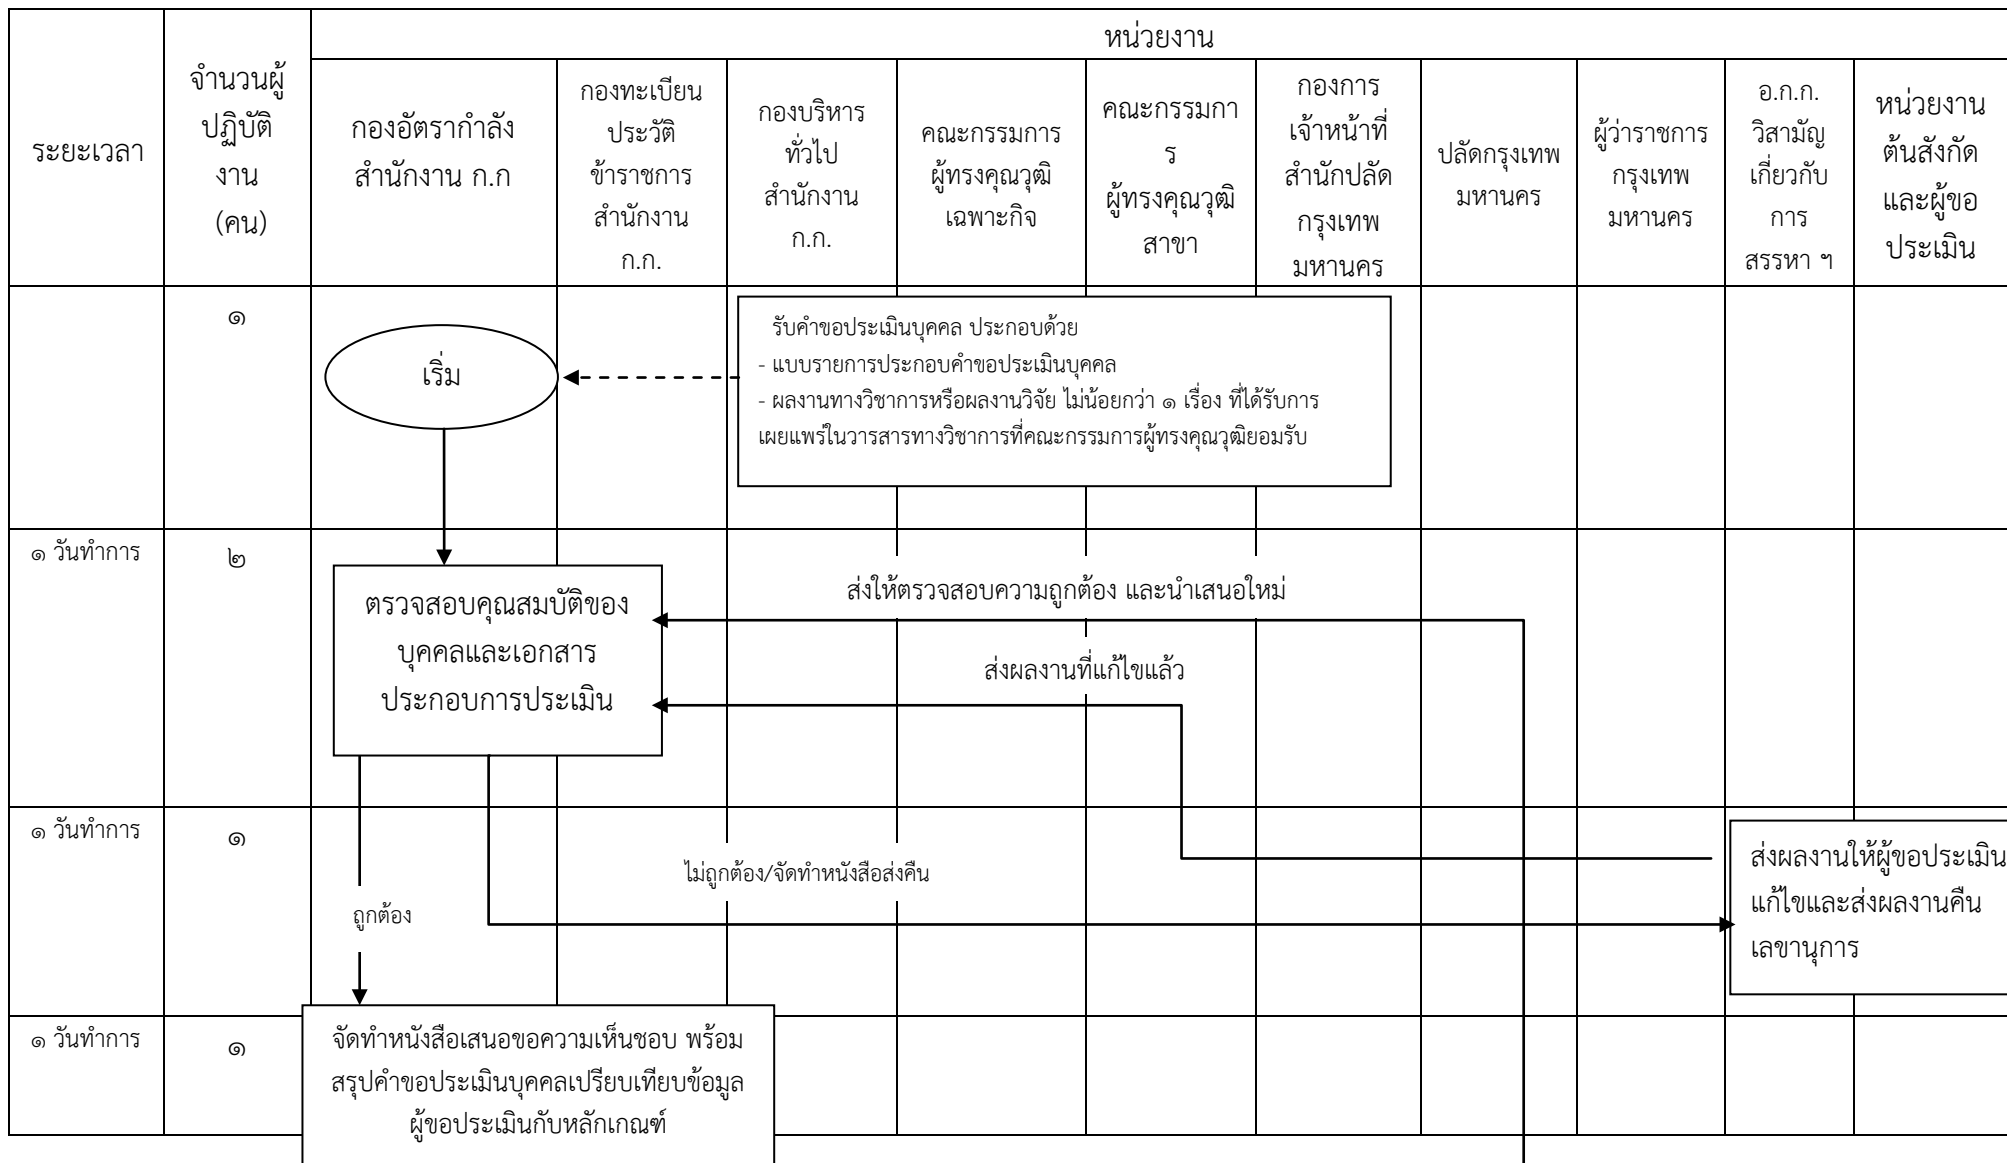 หน่วยงาน
ระยะเวลา
จำนวนผู้
ปฏิบัติ
งาน
(คน)
กองอัตรากำลัง
สำนักงาน ก.ก
กองทะเบียน
ประวัติ
ข้าราชการ
สำนักงาน
ก.ก.
กองบริหาร
ทั่วไป
สำนักงาน
ก.ก.
คณะกรรมการ
ผู้ทรงคุณวุฒิ
เฉพาะกิจ
คณะกรรมกา
ร
ผู้ทรงคุณวุฒิ
สาขา
กองการ
เจ้าหน้าที่
สำนักปลัด
กรุงเทพ
มหานคร
ปลัดกรุงเทพ
มหานคร
ผู้ว่าราชการ
กรุงเทพ
มหานคร
อ.ก.ก.
วิสามัญ
เกี่ยวกับ
การ
สรรหา ฯ
หน่วยงาน
ต้นสังกัด
และผู้ขอ
ประเมิน
๑
เริ่ม
รับคำขอประเมินบุคคล ประกอบด้วย
- แบบรายการประกอบคำขอประเมินบุคคล
- ผลงานทางวิชาการหรือผลงานวิจัย ไม่น้อยกว่า ๑ เรื่อง ที่ได้รับการ
เผยแพร่ในวารสารทางวิชาการที่คณะกรรมการผู้ทรงคุณวุฒิยอมรับ
๑ วันทำการ
๒
ตรวจสอบคุณสมบัติของ
บุคคลและเอกสาร
ประกอบการประเมิน
ส่งให้ตรวจสอบความถูกต้อง และนำเสนอใหม่
ส่งผลงานที่แก้ไขแล้ว
๑ วันทำการ
๑
ไม่ถูกต้อง/จัดทำหนังสือส่งคืน
ถูกต้อง
ส่งผลงานให้ผู้ขอประเมิน
แก้ไขและส่งผลงานคืน
เลขานุการ
๑ วันทำการ
๑
จัดทำหนังสือเสนอขอความเห็นชอบ พร้อม
สรุปคำขอประเมินบุคคลเปรียบเทียบข้อมูล
ผู้ขอประเมินกับหลักเกณฑ์